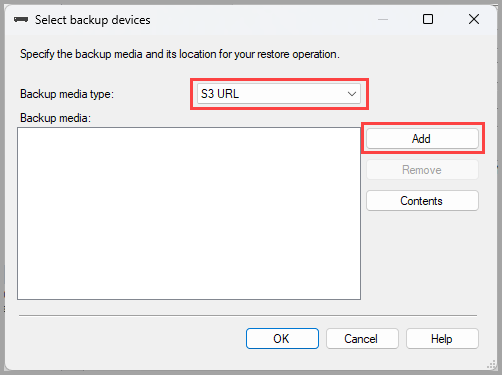 Select backup devices
Specify the backup media and its location for your restore operation.
Backup media type:
S3 URL
Backup media:
Add
Remove
Contents
OK
Cancel
Help